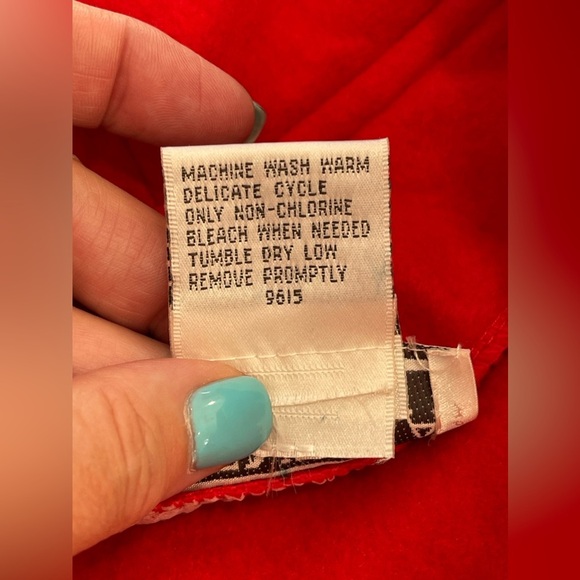 MACHINE WASH WARM
DELICATE CYCLE
ONLY NON-CHLORINE
BLEACH WHEN NEEDED
TUMBLE DRY LOW
REMOVE PROMPTLY
9615